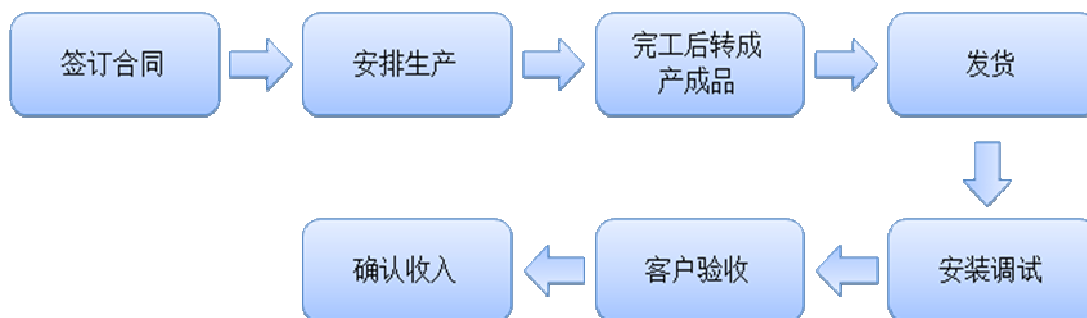 签订合同
安排生产
完工后转成
产成品
发货
安装调试
客户验收
确认收入